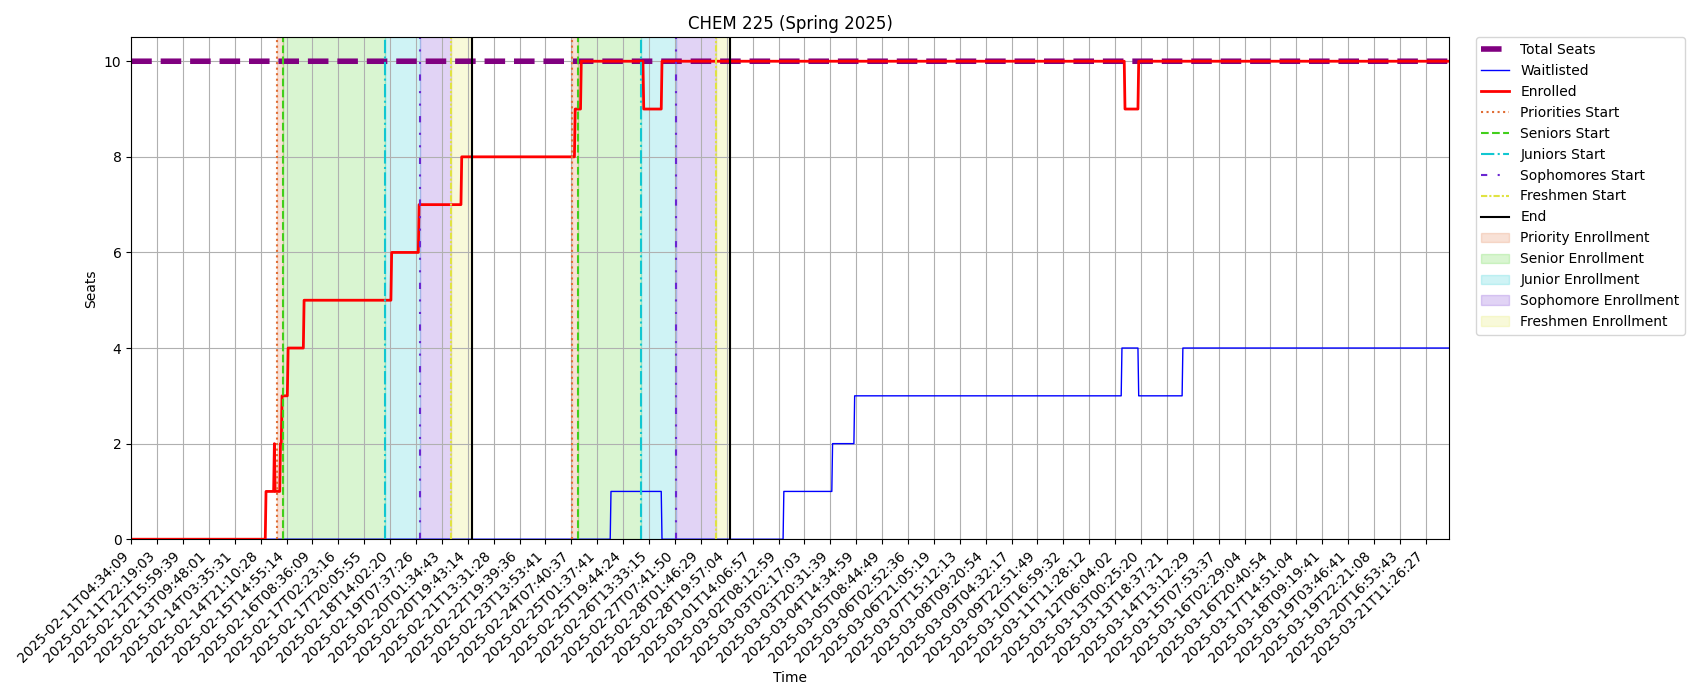 CHEM 225 (Spring 2025)
Seats
10
8
6
4
2
0
2025-02-11T04:34:09
2025-02-11T22:19:03
2025-02-12T15:59:39
2025-02-13T09:48:01
2025-02-14T03:35:31
2025-02-14T21:10:28
2025-02-15T14:55:14
2025-02-16T08:36:09
2025-02-17T02:23:16
2025-02-17T20:05:55
2025-02-18T14:02:20
2025-02-19T07:37:26
2025-02-20T01:34:43
2025-02-20T19:43:14
2025-02-21T13:31:28
2025-02-22T19:39:36
2025-02-23T13:53:41
2025-02-24T07:40:37
2025-02-25T01:37:41
2025-02-25T19:44:24
2025-02-26T13:33:15
2025-02-27T07:41:50
2025-02-28T01:46:29
2025-02-28T19:57:04
2025-03-01T14:06:57
2025-03-02T08:12:59
2025-03-03T02:17:03
2025-03-03T20:31:39
2025-03-04T14:34:59
2025-03-05T08:44:49
2025-03-06T02:52:36
2025-03-06T21:05:19
2025-03-07T15:12:13
2025-03-08T09:20:54
2025-03-09T04:32:17
2025-03-09T22:51:49
2025-03-10T16:59:32
2025-03-11T11:28:12
2025-03-12T06:04:02
2025-03-13T00:25:20
2025-03-13T18:37:21
2025-03-14T13:12:29
2025-03-15T07:53:37
2025-03-16T02:29:04
2025-03-16T20:40:54
2025-03-17T14:51:04
2025-03-18T09:19:41
2025-03-19T03:46:41
2025-03-19T22:21:08
2025-03-20T16:53:43
2025-03-21T11:26:27
Time
Total Seats
Waitlisted
Enrolled
Priorities Start
Seniors Start
Juniors Start
Sophomores Start
Freshmen Start
End
Priority Enrollment
Senior Enrollment
Junior Enrollment
Sophomore Enrollment
Freshmen Enrollment